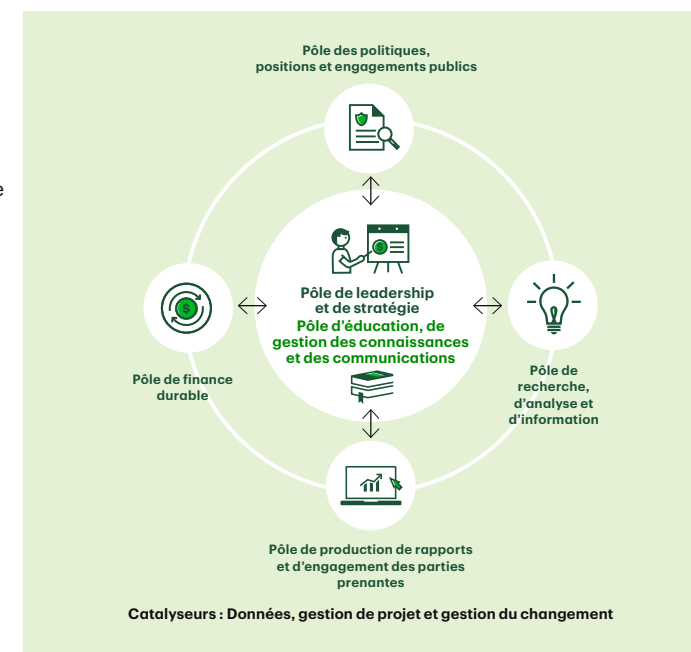 Pôle des politiques,
positions et engagements publics
e
Pôle de leadership
et de stratégie
Pôle d'éducation, de
gestion des connaissances
et des communications
Pôle de finance
durable
Pôle de
recherche,
d'analyse et
d'information
Pôle de production de rapports
et d'engagement des parties
prenantes
Catalyseurs : Données, gestion de projet et gestion du changement